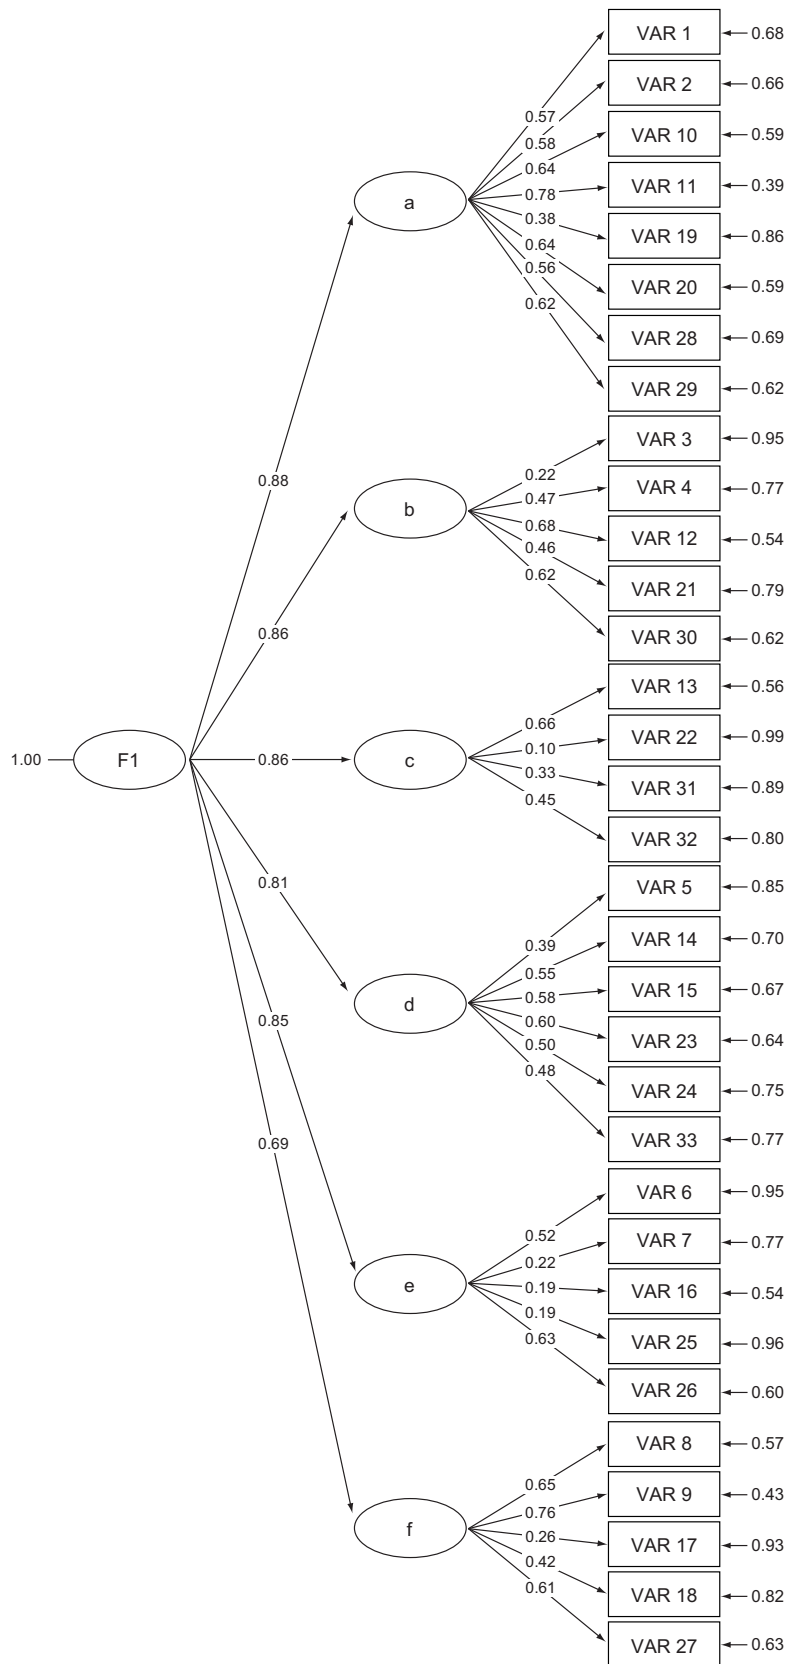 VAR 1 0.68
VAR 2 0.66
0.57
0.58
VAR 10 0.59
0.64
a 0.78 VAR 11 0.39
0.38
VAR 19 0.86
0.64
0.56
VAR 20 0.59
0.62
VAR 28 0.69
VAR 29 0.62
VAR 3 0.95
0.22
0.88
VAR 4 0.77
0.47
b
0.68
VAR 12 0.54
0.46
0.62
VAR 21 0.79
0.86
VAR 30 0.62
VAR 13 0.56
0.66
VAR 22 0.99
0.10
1.00 F1 0.86 c
0.33
VAR 31 0.89
0.45
VAR 32 0.80
0.81
VAR 5 0.85
VAR 14 0.70
0.39
0.55
VAR 15 0.67
0.58
d
0.85
0.60
VAR 23 0.64
0.50
0.48
VAR 24 0.75
VAR 33 0.77
0.69
VAR 6 0.95
0.52
VAR 7 0.77
0.22
e
0.19
VAR 16 0.54
0.19
0.63
VAR 25 0.96
VAR 26 0.60
VAR 8 0.57
0.65
VAR 9 0.43
0.76
f
0.26
VAR 17 0.93
0.42
0.61
VAR 18 0.82
VAR 27 0.63